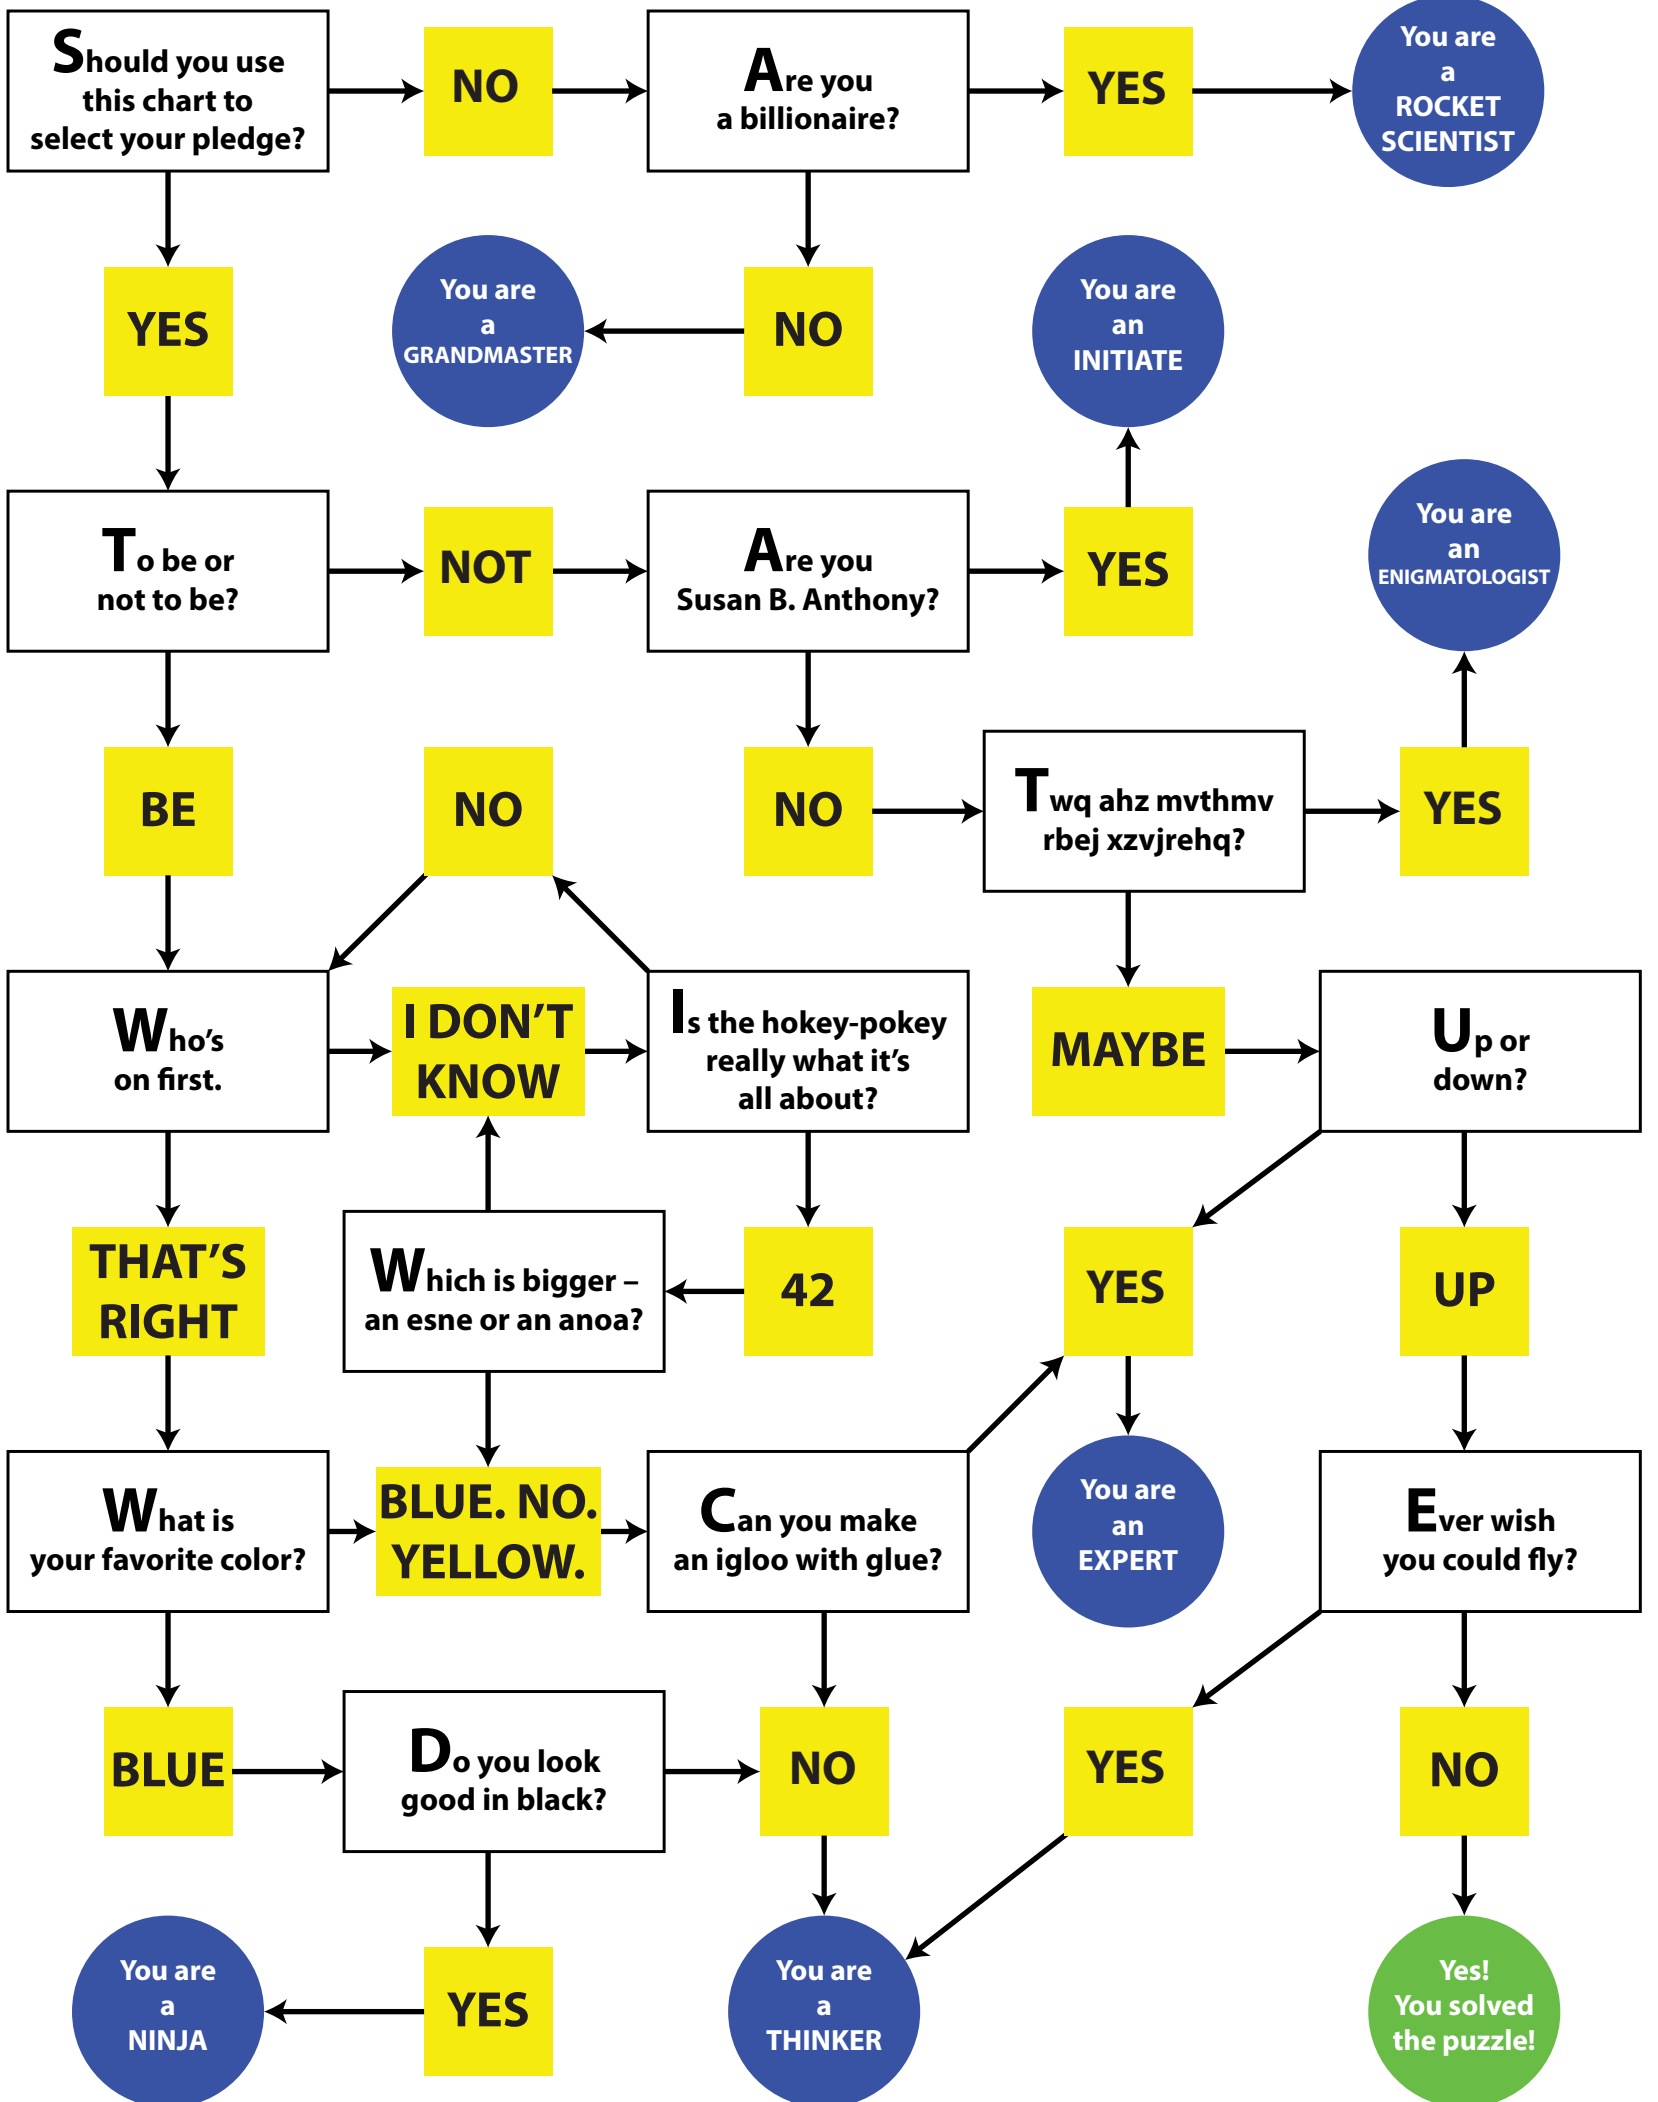 Should you use
this chart to
select your pledge?
NO
Are you
a billionaire?
YES
You are
a
ROCKET
SCIENTIST
YES
You are
a
GRANDMASTER
NO
You are
an
INITIATE
To be or
not to be?
NOT
Are you
Susan B. Anthony?
YES
You are
an
ENIGMATOLOGIST
BE
NO
NO
Twq ahz mvthmv
rbej xzvjrehq?
YES
Who's
on first.
I DON'T
KNOW
Is the hokey-pokey
really what it's
all about?
MAYBE
Up or
down?
THAT'S
RIGHT
Which is bigger –
an esne or an anoa?
42
YES
UP
What is
your favorite color?
BLUE. NO.
YELLOW.
Can you make
an igloo with glue?
You are
an
EXPERT
Ever wish
you could fly?
BLUE
Do you look
good in black?
NO
YES
NO
You are
a
NINJA
YES
You are
a
THINKER
Yes!
You solved
the puzzle!